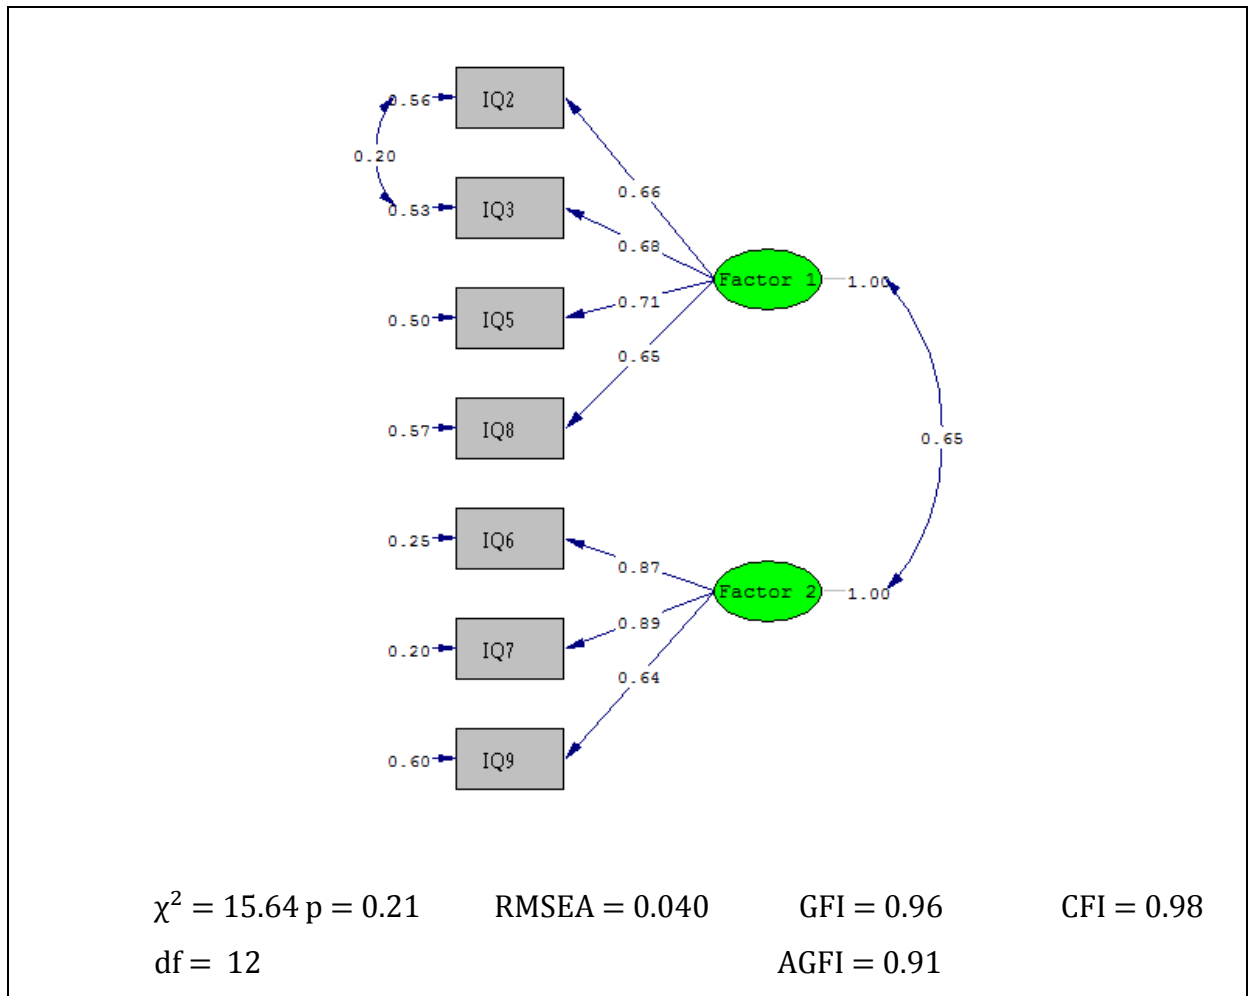 0.56 IQ2
0.20
0.66
0.53 IQ3
0.68
Factor 1 1.00
0.71
0.50 IQ5
0.65
0.57 IQ8
0.65
0.25 IQ6
0.87
Factor 2 1.00
0.89
0.20 IQ7
0.64
0.60 IQ9
χ² = 15.64 p = 0.21 RMSEA = 0.040 GFI = 0.96 CFI = 0.98
df = 12 AGFI = 0.91